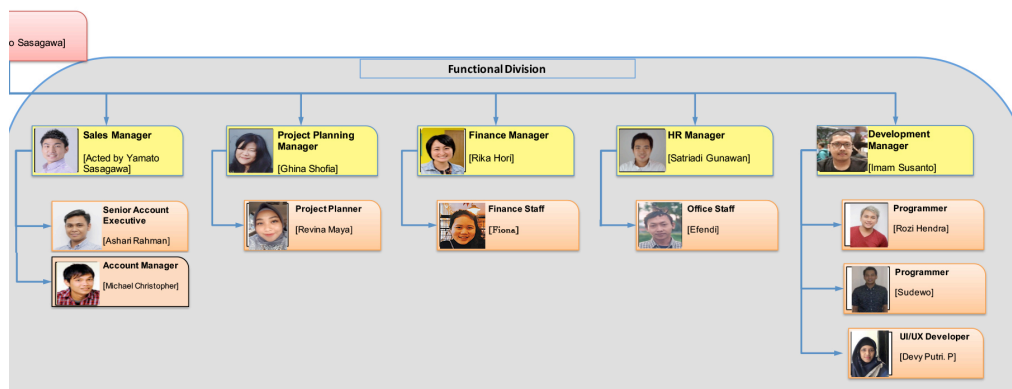 o Sasagawa]
Functional Division
Sales Manager
[Acted by Yamato
Sasagawa]
Project Planning
Manager
[Ghina Shofia]
Finance Manager
[Rika Hori]
HR Manager
[Satriadi Gunawan]
Development
Manager
[Imam Susanto]
Senior Account
Executive
[Ashari Rahman]
Project Planner
[Revina Maya]
Finance Staff
[Fiona]
Office Staff
[Efendi]
Programmer
[Rozi Hendra]
Account Manager
[Michael Christopher]
Programmer
[Sudewo]
UI/UX Developer
[Devy Putri. P]